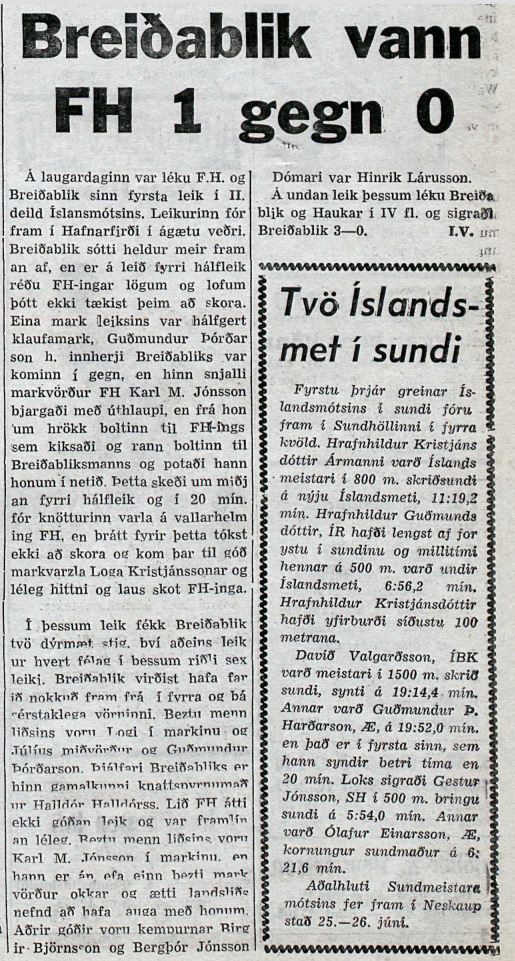 Breiðablik vann
FH 1 gegn 0
Á laugardaginn var léku F.H. og
Breiðablik sinn fyrsta leik í II.
deild Íslansmótsins. Leikurinn fór
fram í Hafnarfirði í ágætu veðri.
Breiðablik sótti heldur meir fram
an af, en er á leið fyrri hálfleik
réðu FH-ingar lögum og lofum
þótt ekki tækist þeim að skora.
Eina mark leiksins var hálfgert
klaufamark, Guðmundur Þórðar
son h. innherji Breiðabliks var
kominn í gegn, en hinn snjalli
markvörður FH Karl M. Jónsson
bjargaði með úthlaupi, en frá hon
um hrökk boltinn til FH-ings
sem kiksaði og rann boltinn til
Breiðabliksmanns og potaði hann
honum í netið. Þetta skeði um miðj
an fyrri hálfleik og í 20 mín.
fór knötturinn varla á vallarhelm
ing FH, en þrátt fyrir þetta tókst
ekki að skora og kom þar til góð
markvarzla Loga Kristjánssonar og
léleg hittni og laus skot FH-inga.
Í þessum leik fékk Breiðablik
tvö dýrmæt stig, því aðeins leik
ur hvert félag í þessum riðli sex
leiki. Breiðablik virðist hafa far
ið nokkuð fram frá í fyrra og þá
sérstaklega vörninni. Beztu menn
liðsins voru Logi í markinu og
Júlíus miðvörður og Guðmundur
Þórðarson. Þjálfari Breiðabliks er
hinn gamalkunni knattspyrnumað
ur Halldór Halldórss. Lið FH átti
ekki góðan leik og var framlín
an léleg. Beztu menn liðsins voru
Karl M. Jónsson í markinu, en
hann er án efa einn bezti mark
vörður okkar og ætti landsliðs
nefnd að hafa auga með honum.
Aðrir góðir voru kempurnar Birg
ir Björnsson og Bergþór Jónsson
Dómari var Hinrik Lárusson.
Á undan leik þessum léku Breiða
blik og Haukar í IV fl. og sigraði
Breiðablik 3—0. I.V.
Tvö Íslands-
met í sundi
Fyrstu þrjár greinar Ís-
landsmótsins í sundi fóru
fram í Sundhöllinni í fyrra
kvöld. Hrafnhildur Kristjáns
dóttir Ármanni varð Íslands
meistari í 800 m. skriðsundi
á nýju Íslandsmeti, 11:19,2
mín. Hrafnhildur Guðmunds
dóttir, ÍR hafði lengst af for
ystu í sundinu og millitími
hennar á 500 m. varð undir
Íslandsmeti, 6:56,2 mín.
Hrafnhildur Kristjánsdóttir
hafði yfirburði síðustu 100
metrana.
Davíð Valgarðsson, ÍBK
varð meistari í 1500 m. skrið
sundi, synti á 19:14,4 mín.
Annar varð Guðmundur Þ.
Harðarson, Æ, á 19:52,0 mín.
en það er í fyrsta sinn, sem
hann syndir betri tíma en
20 mín. Loks sigraði Gestur
Jónsson, SH í 500 m. bringu
sundi á 5:54,0 mín. Annar
varð Ólafur Einarsson, Æ,
kornungur sundmaður á 6:
21,6 mín.
Aðalhluti Sundmeistara
mótsins fer fram í Neskaup
stað 25.—26. júní.